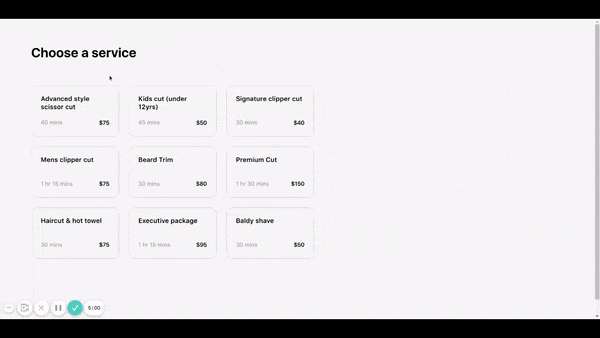 Choose a service
Advanced style
scissor cut
40 mins
$75
Kids cut (under
12yrs)
45 mins
$50
Signature clipper cut
30 mins
$40
Mens clipper cut
1 hr 15 mins
$75
Beard Trim
30 mins
$80
Premium Cut
1 hr 30 mins
$150
Haircut & hot towel
30 mins
$75
Executive package
1 hr 15 mins
$95
Baldy shave
30 mins
$50
5:00